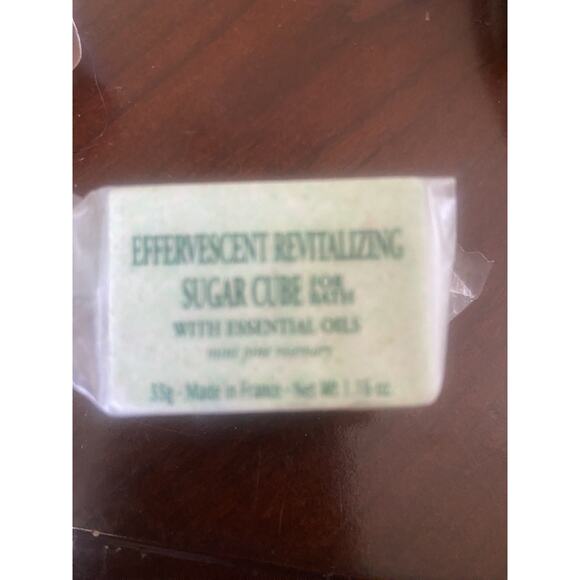 EFFERVESCENT REVITALIZING
SUGAR CUBE FOR BATH
WITH ESSENTIAL OILS
mint pine rosemary
33g - Made in France - Net Wt 1.16 oz